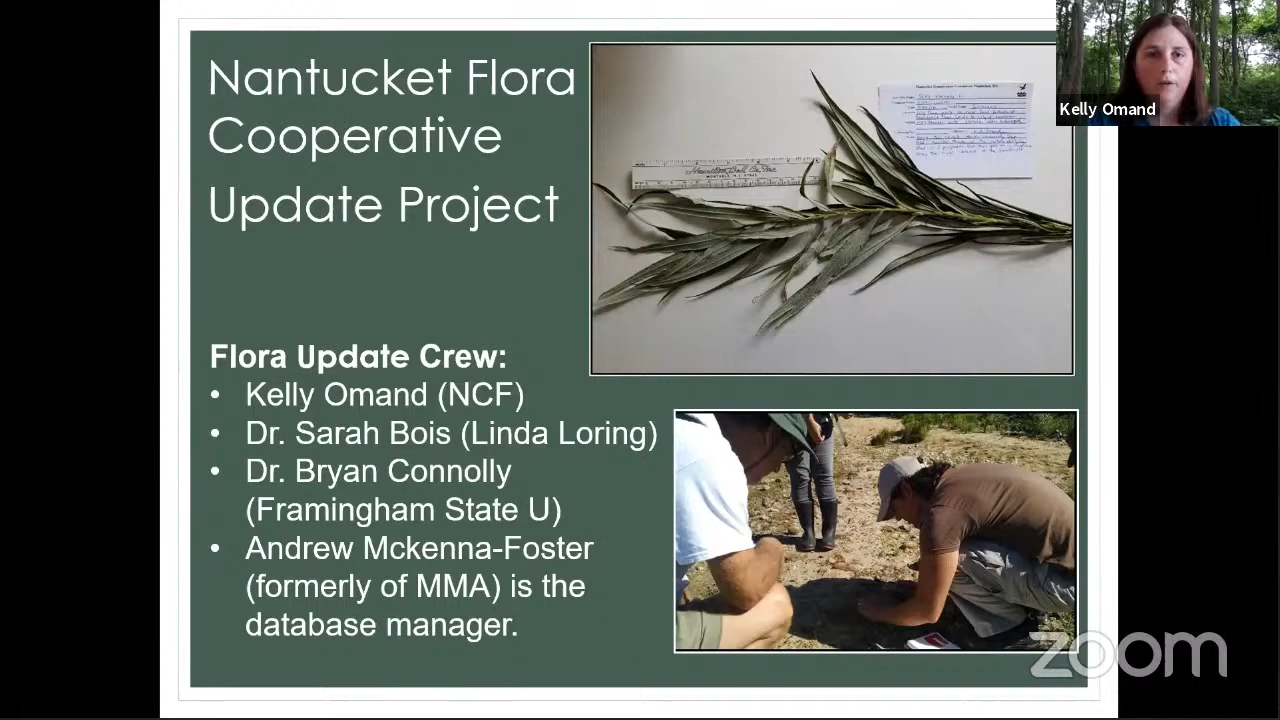 Nantucket Flora
Cooperative
Update Project
Kelly Omand
Flora Update Crew:
• Kelly Omand (NCF)
• Dr. Sarah Bois (Linda Loring)
• Dr. Bryan Connolly
(Framingham State U)
• Andrew Mckenna-Foster
(formerly of MMA) is the
database manager.
zoom